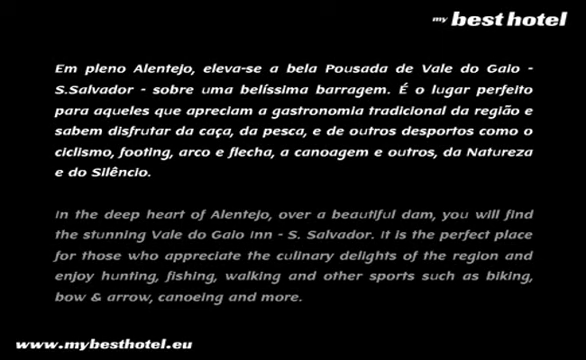 my best hotel
Em pleno Alentejo, eleva-se a bela Pousada de Vale do Gaio -
S.Salvador - sobre uma belíssima barragem. É o lugar perfeito
para aqueles que apreciam a gastronomia tradicional da região e
sabem disfrutar da caça, da pesca, e de outros desportos como o
ciclismo, footing, arco e flecha, a canoagem e outros, da Natureza
e do Silêncio.
In the deep heart of Alentejo, over a beautiful dam, you will find
the stunning Vale do Gaio Inn - S. Salvador. It is the perfect place
for those who appreciate the culinary delights of the region and
enjoy hunting, fishing, walking and other sports such as biking,
bow & arrow, canoeing and more.
www.mybesthotel.eu